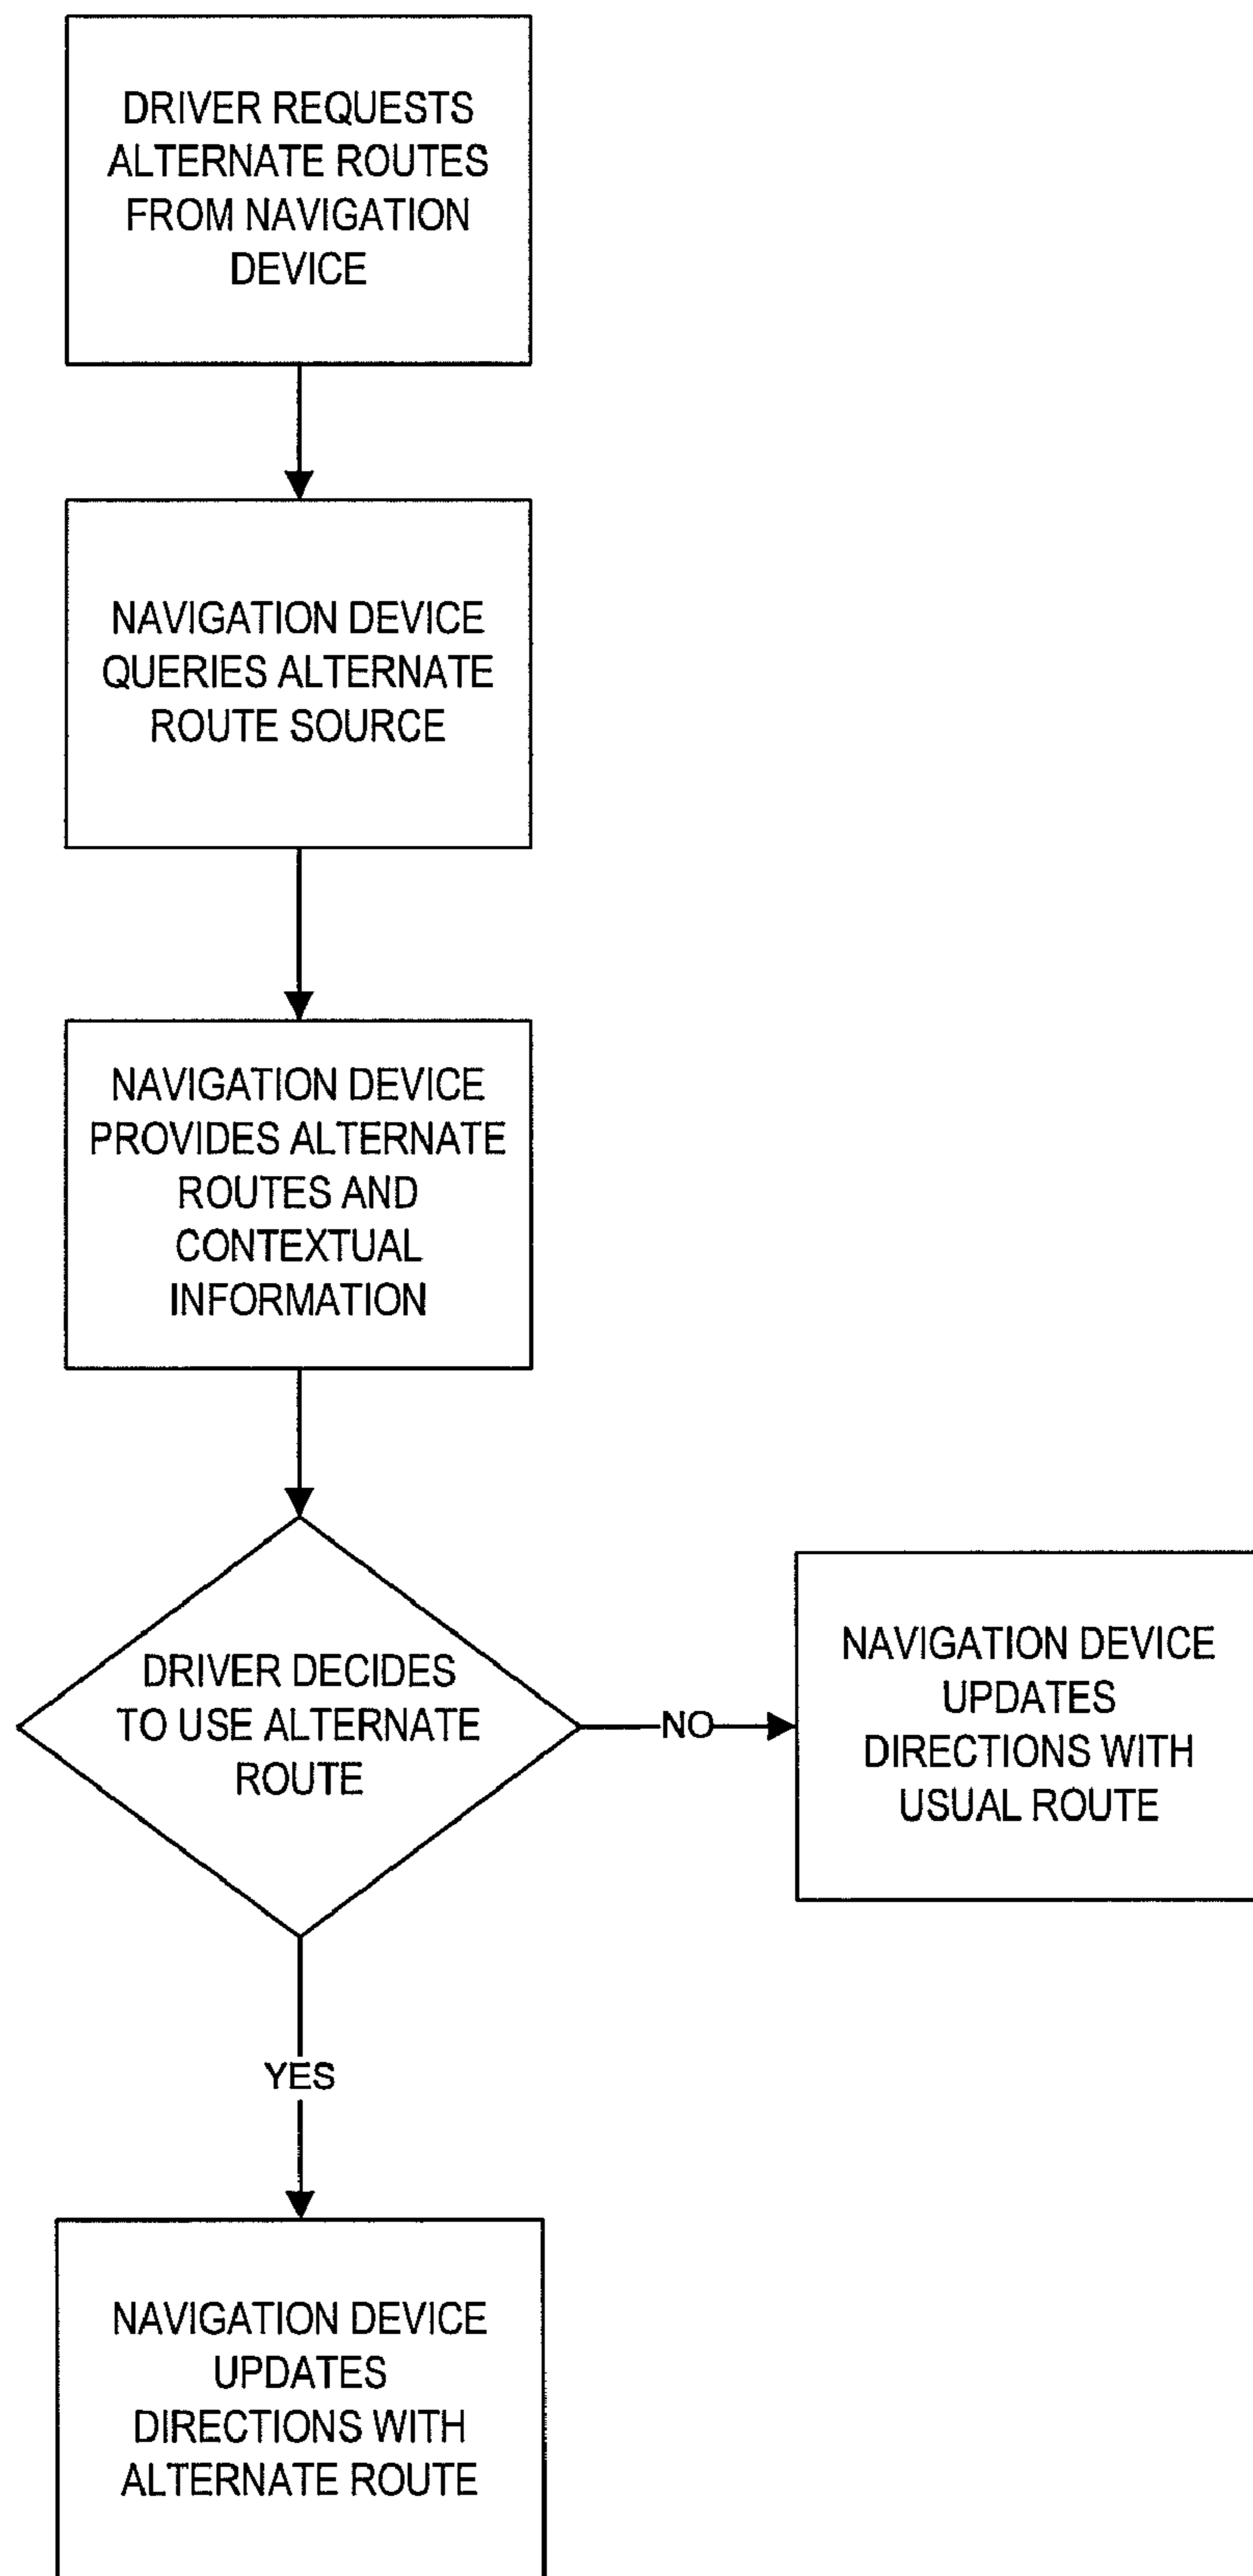 DRIVER REQUESTS
ALTERNATE ROUTES
FROM NAVIGATION
DEVICE
NAVIGATION DEVICE
QUERIES ALTERNATE
ROUTE SOURCE
NAVIGATION DEVICE
PROVIDES ALTERNATE
ROUTES AND
CONTEXTUAL
INFORMATION
DRIVER DECIDES
TO USE ALTERNATE
ROUTE
NO
NAVIGATION DEVICE
UPDATES
DIRECTIONS WITH
USUAL ROUTE
YES
NAVIGATION DEVICE
UPDATES
DIRECTIONS WITH
ALTERNATE ROUTE